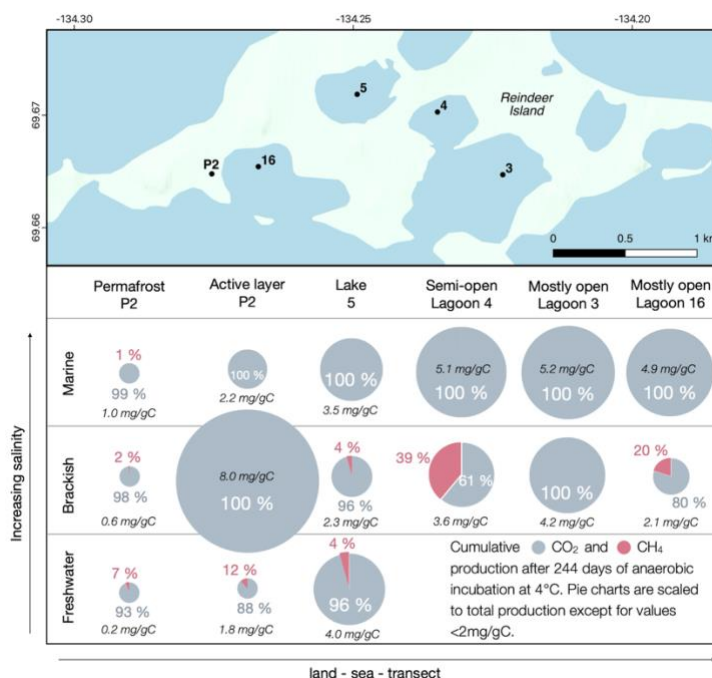 -134.30 -134.25 -134.20
69.67
69.66
5
4
Reindeer
Island
P2
16
3
0 0.5 1 km
Permafrost
P2
Active layer
P2
Lake
5
Semi-open
Lagoon 4
Mostly open
Lagoon 3
Mostly open
Lagoon 16
Increasing salinity
Marine
1 %
99 %
1.0 mg/gC
100 %
2.2 mg/gC
100 %
3.5 mg/gC
5.1 mg/gC
100 %
5.2 mg/gC
100 %
4.9 mg/gC
100 %
Brackish
2 %
98 %
0.6 mg/gC
8.0 mg/gC
100 %
4 %
96 %
2.3 mg/gC
39 %
61 %
3.6 mg/gC
100 %
4.2 mg/gC
20 %
80 %
2.1 mg/gC
Freshwater
7 %
93 %
0.2 mg/gC
12 %
88 %
1.8 mg/gC
4 %
96 %
4.0 mg/gC
Cumulative CO₂ and CH₄
production after 244 days of anaerobic
incubation at 4°C. Pie charts are scaled
to total production except for values
<2mg/gC.
land - sea - transect